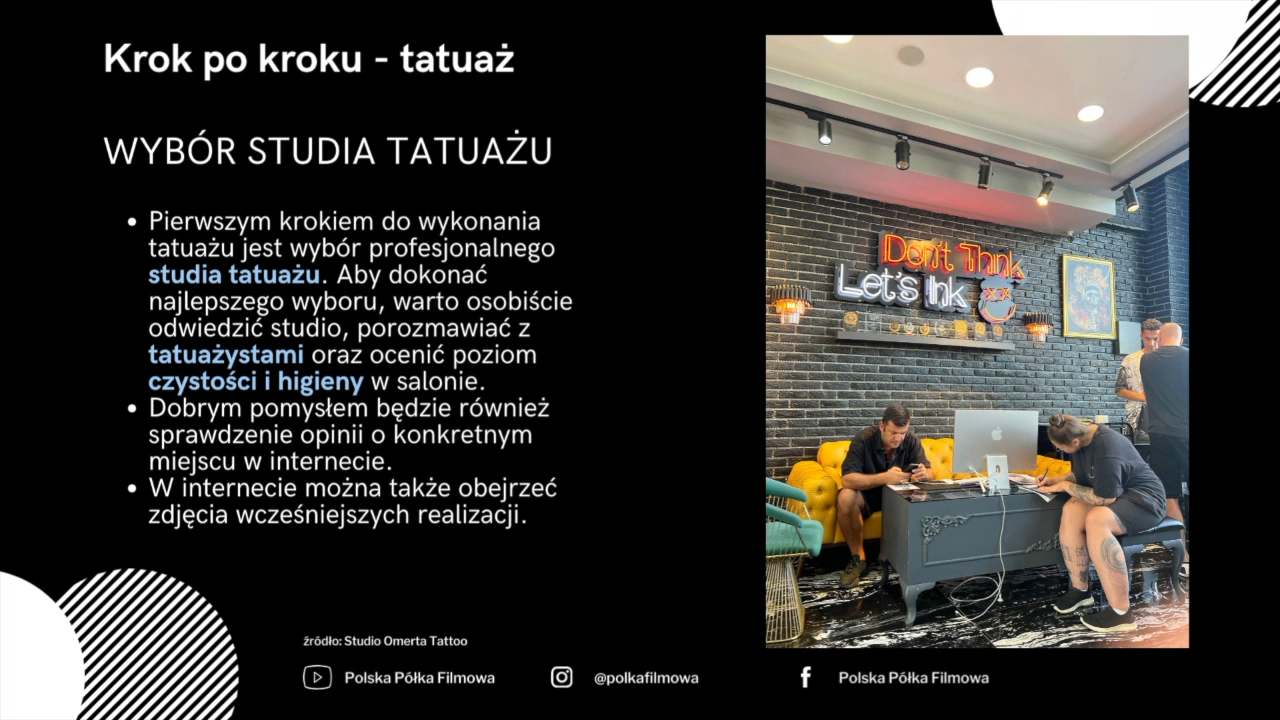 Krok po kroku - tatuaż
WYBÓR STUDIA TATUAŻU
• Pierwszym krokiem do wykonania
tatuażu jest wybór profesjonalnego
studia tatuażu. Aby dokonać
najlepszego wyboru, warto osobiście
odwiedzić studio, porozmawiać z
tatuażystami oraz ocenić poziom
czystości i higieny w salonie.
• Dobrym pomysłem będzie również
sprawdzenie opinii o konkretnym
miejscu w internecie.
• W internecie można także obejrzeć
zdjęcia wcześniejszych realizacji.
Don't Think
Let's Ink
źródło: Studio Omerta Tattoo
Polska Półka Filmowa
@polkafilmowa
Polska Półka Filmowa